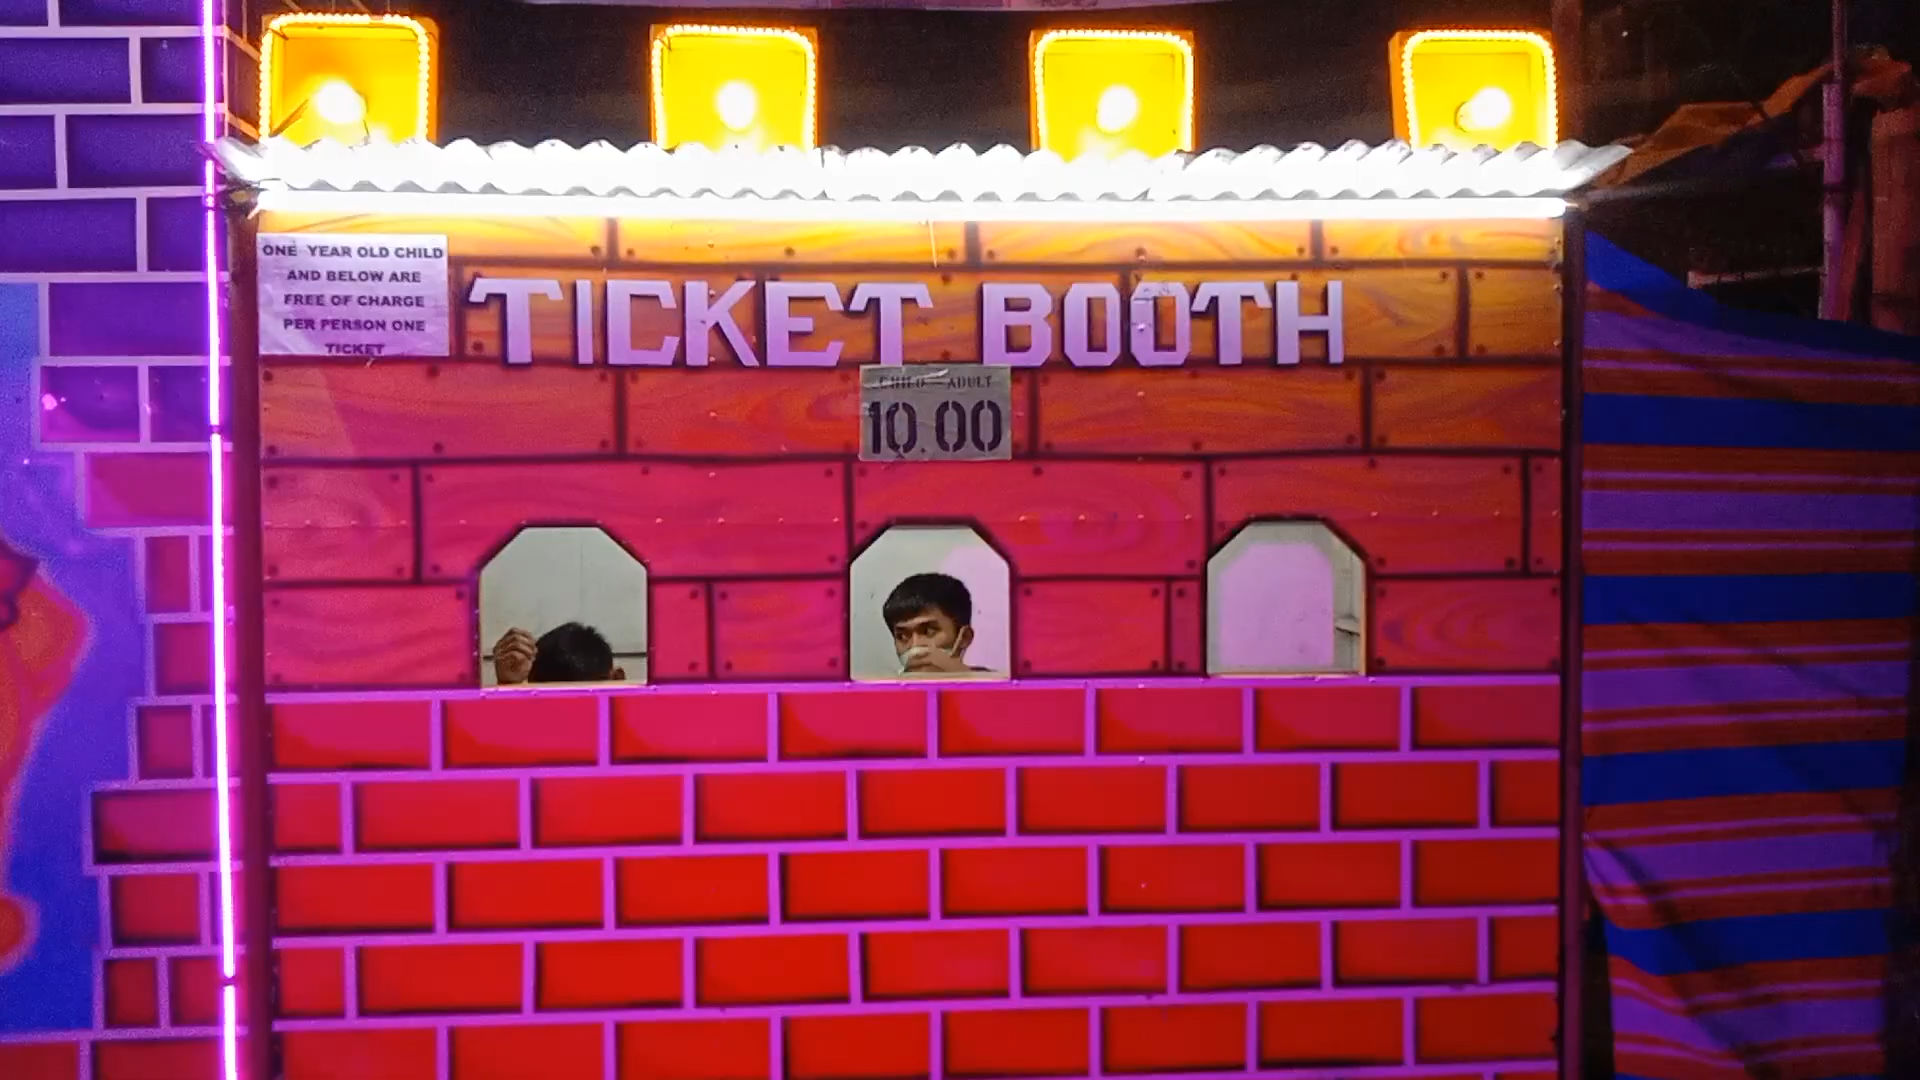 ONE YEAR OLD CHILD
AND BELOW ARE
FREE OF CHARGE
PER PERSON ONE
TICKET
TICKET BOOTH
CHILD — ADULT
10.00